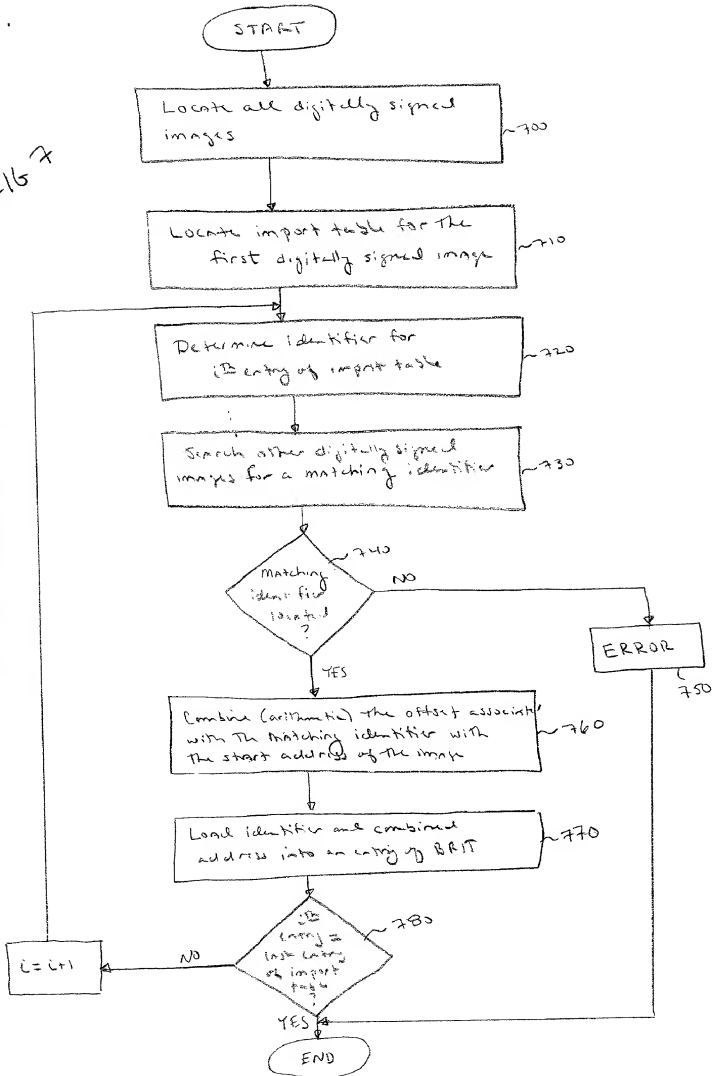 FIG 7
START
Locate all digitally signed
images
700
Locate import table for the
first digitally signed image
710
Determine identifier for
ith entry of import table
720
Search other digitally signed
images for a matching identifier
730
740
Matching
identifier
located
?
NO
YES
ERROR
750
Combine (arithmetic) the offset associat'
with the matching identifier with
the start address of the image
760
Load identifier and combined
address into an entry of BRIT
770
780
ith
entry =
last entry
of import
table
?
NO
i = i+1
YES
END